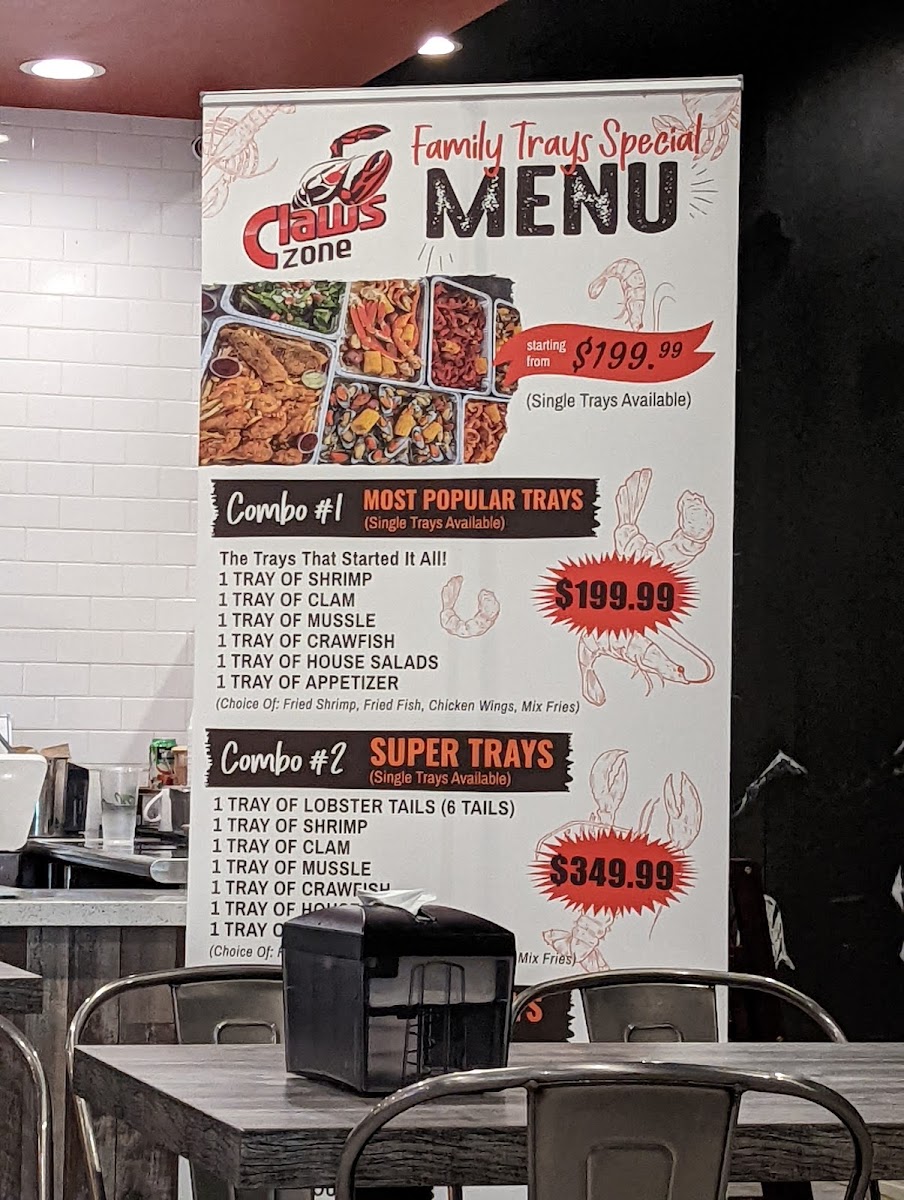 Claws
zone
Family Trays Special
MENU
starting
from $199.99
(Single Trays Available)
Combo #1 MOST POPULAR TRAYS
(Single Trays Available)
The Trays That Started It All!
1 TRAY OF SHRIMP
1 TRAY OF CLAM
1 TRAY OF MUSSLE
1 TRAY OF CRAWFISH
1 TRAY OF HOUSE SALADS
1 TRAY OF APPETIZER
(Choice Of: Fried Shrimp, Fried Fish, Chicken Wings, Mix Fries)
$199.99
Combo #2 SUPER TRAYS
(Single Trays Available)
1 TRAY OF LOBSTER TAILS (6 TAILS)
1 TRAY OF SHRIMP
1 TRAY OF CLAM
1 TRAY OF MUSSLE
1 TRAY OF CRAWFISH
1 TRAY OF
1 TRAY
(Choice Of: Mix Fries)
$349.99